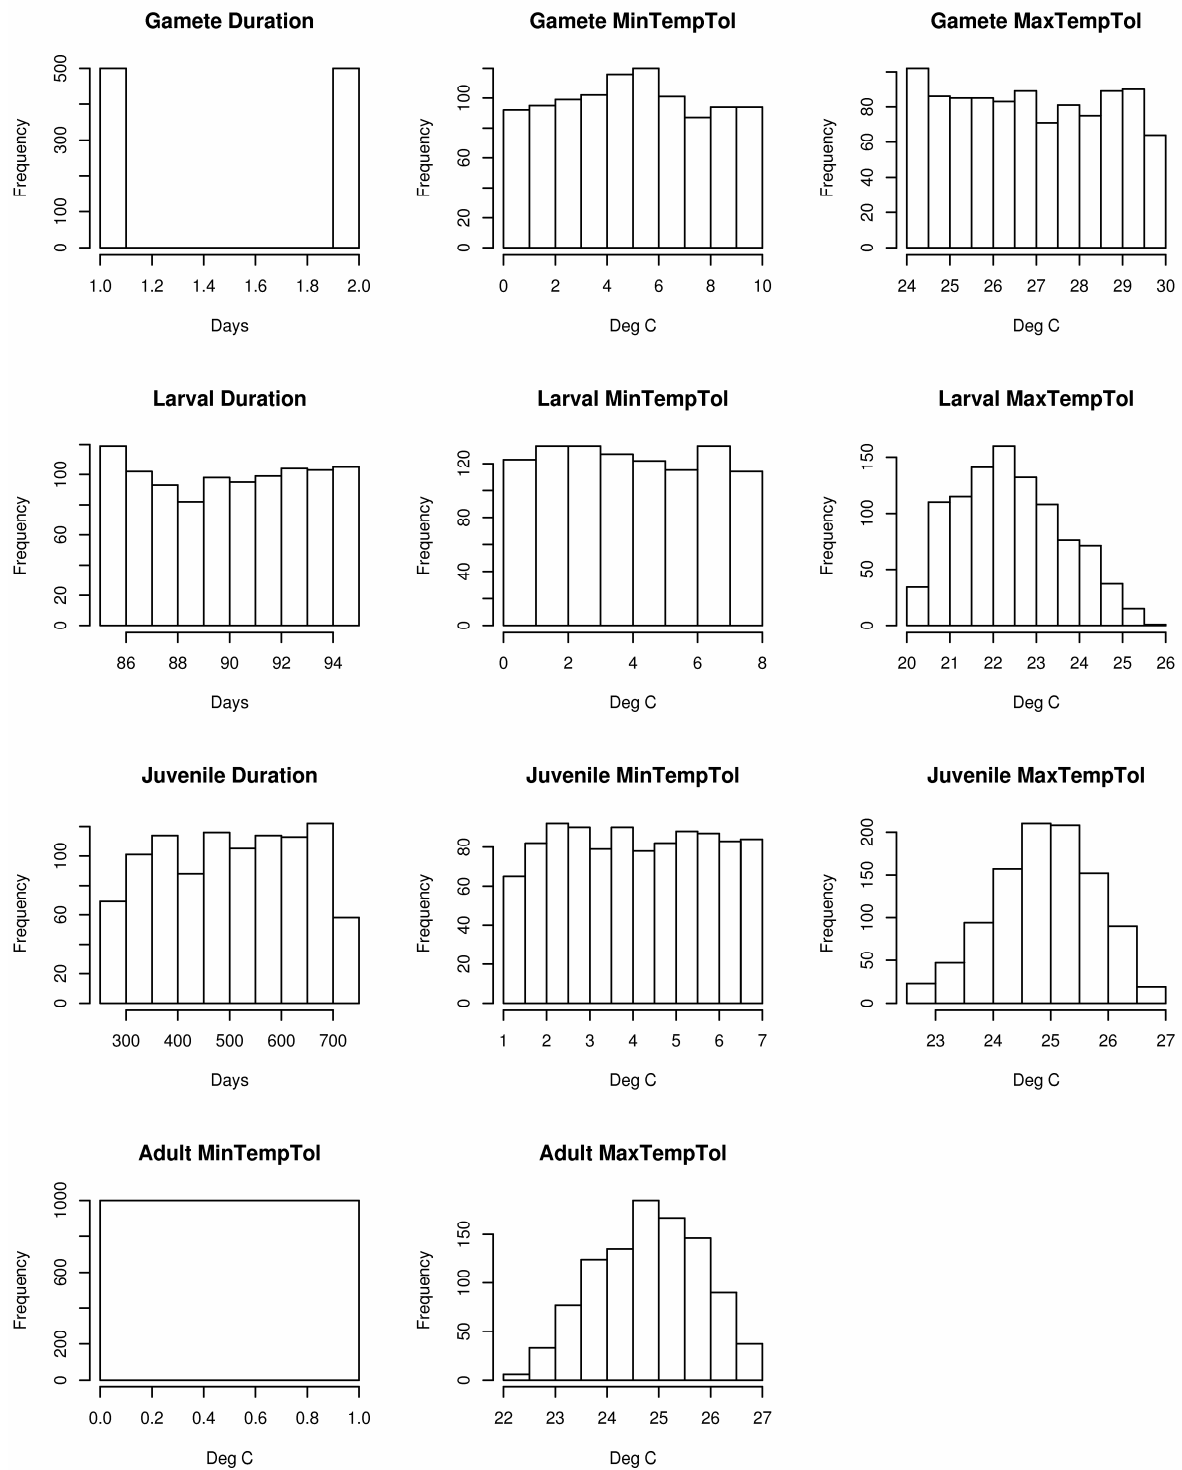 Gamete Duration
Frequency
0 100 300 500
1.0 1.2 1.4 1.6 1.8 2.0
Days
Gamete MinTempTol
Frequency
0 20 60 100
0 2 4 6 8 10
Deg C
Gamete MaxTempTol
Frequency
0 20 40 60 80
24 25 26 27 28 29 30
Deg C
Larval Duration
Frequency
0 20 60 100
86 88 90 92 94
Days
Larval MinTempTol
Frequency
0 40 80 120
0 2 4 6 8
Deg C
Larval MaxTempTol
Frequency
0 50 100 150
20 21 22 23 24 25 26
Deg C
Juvenile Duration
Frequency
0 20 60 100
300 400 500 600 700
Days
Juvenile MinTempTol
Frequency
0 20 40 60 80
1 2 3 4 5 6 7
Deg C
Juvenile MaxTempTol
Frequency
0 50 100 150 200
23 24 25 26 27
Deg C
Adult MinTempTol
Frequency
0 200 600 1000
0.0 0.2 0.4 0.6 0.8 1.0
Deg C
Adult MaxTempTol
Frequency
0 50 100 150
22 23 24 25 26 27
Deg C